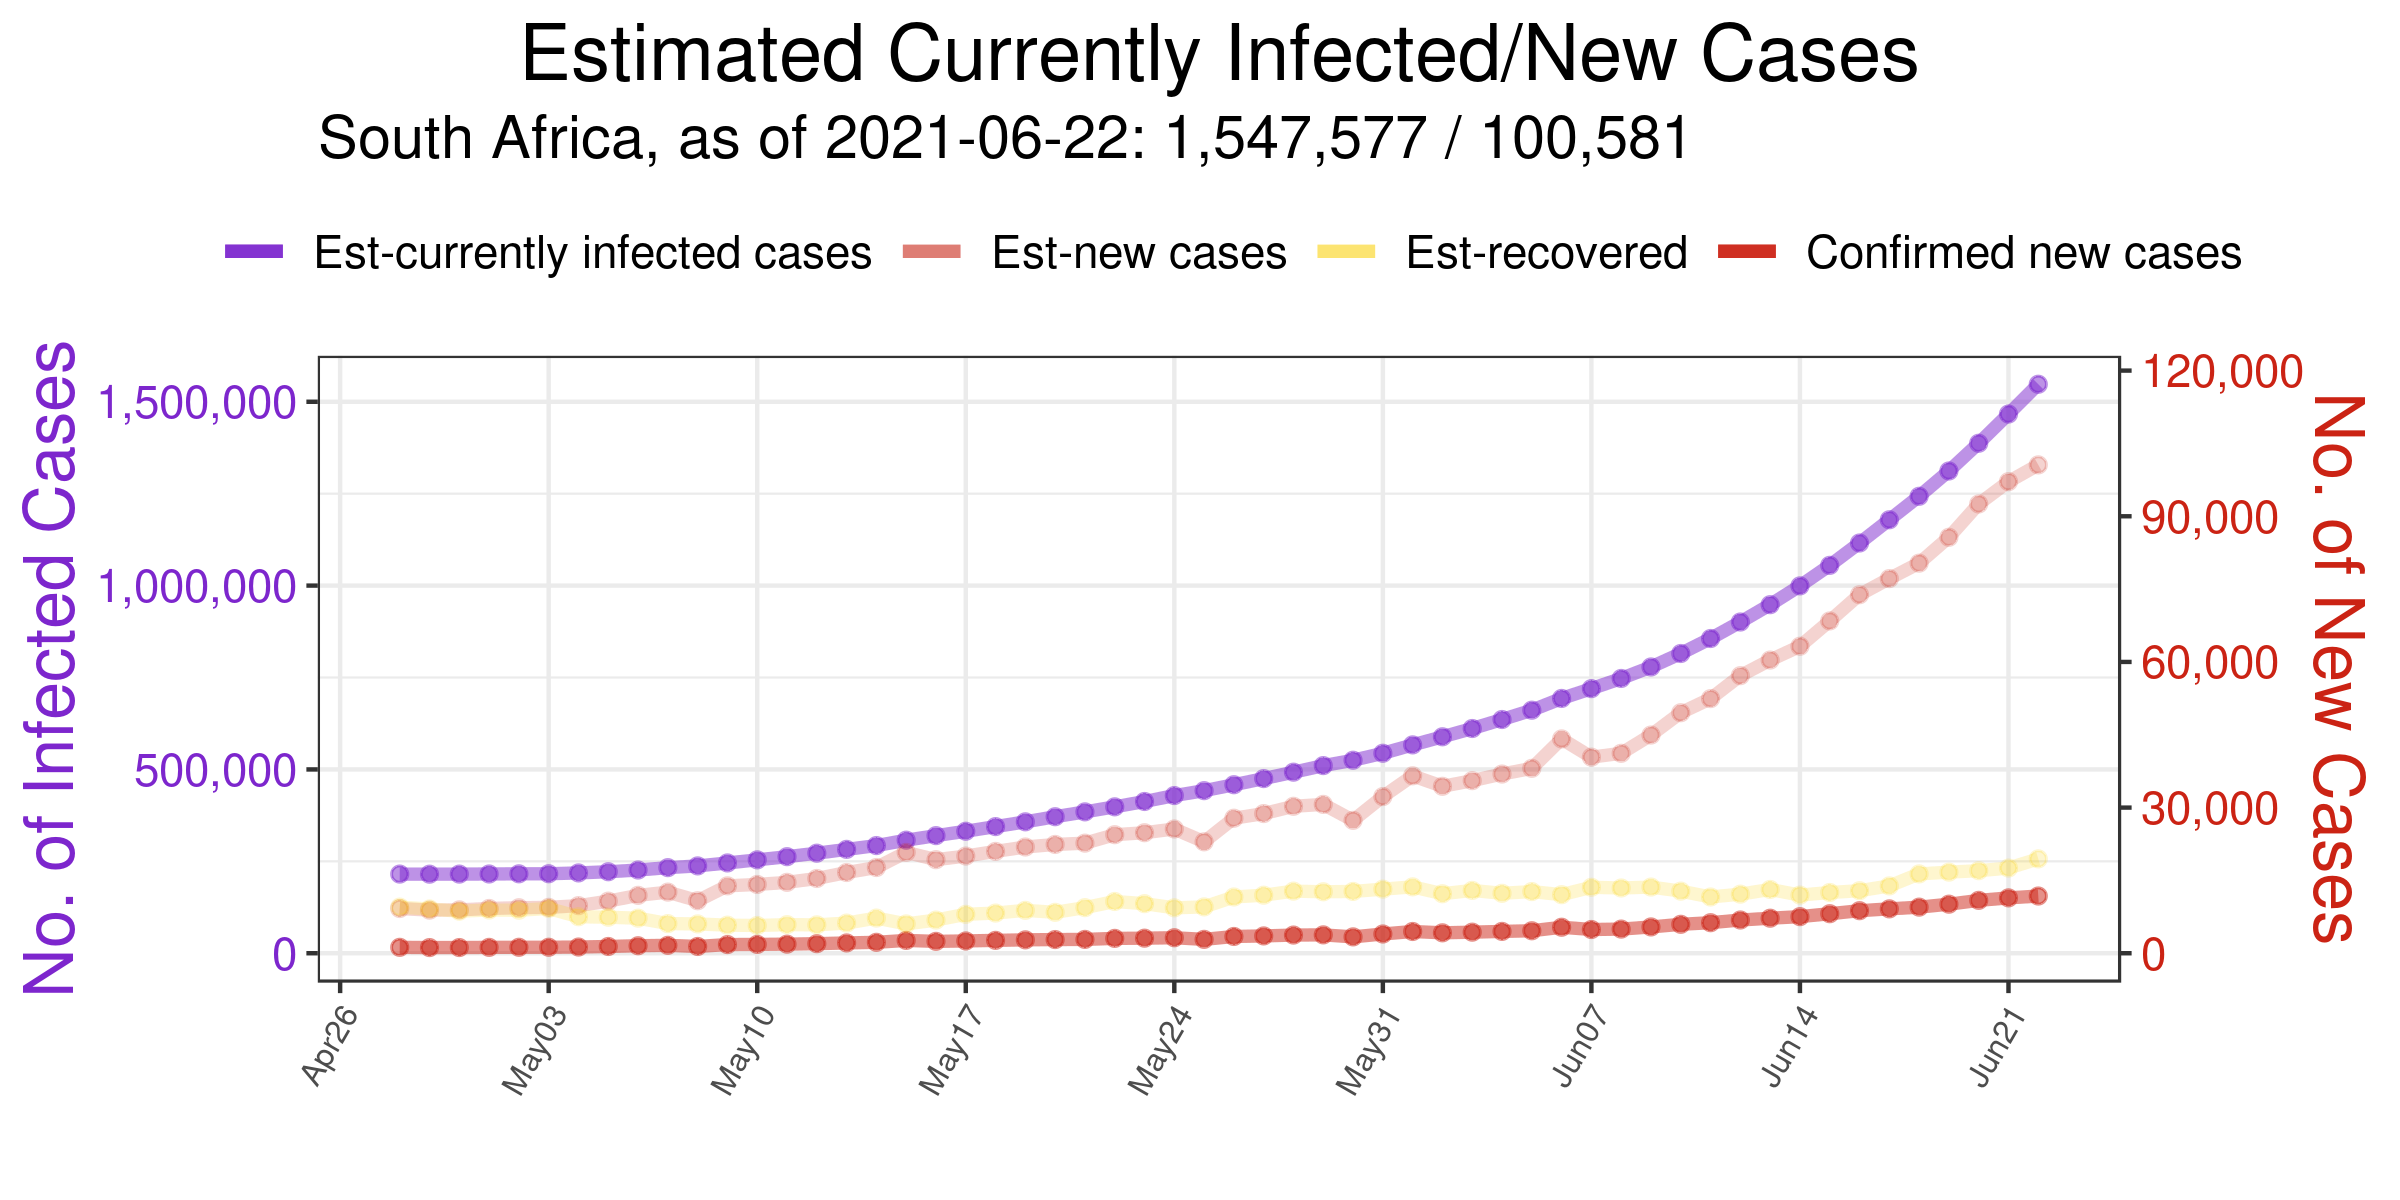 Estimated Currently Infected/New Cases
South Africa, as of 2021-06-22: 1,547,577 / 100,581
Est-currently infected cases Est-new cases Est-recovered Confirmed new cases
No. of Infected Cases
1,500,000
1,000,000
500,000
0
120,000
90,000
60,000
30,000
0
No. of New Cases
Apr26 May03 May10 May17 May24 May31 Jun07 Jun14 Jun21